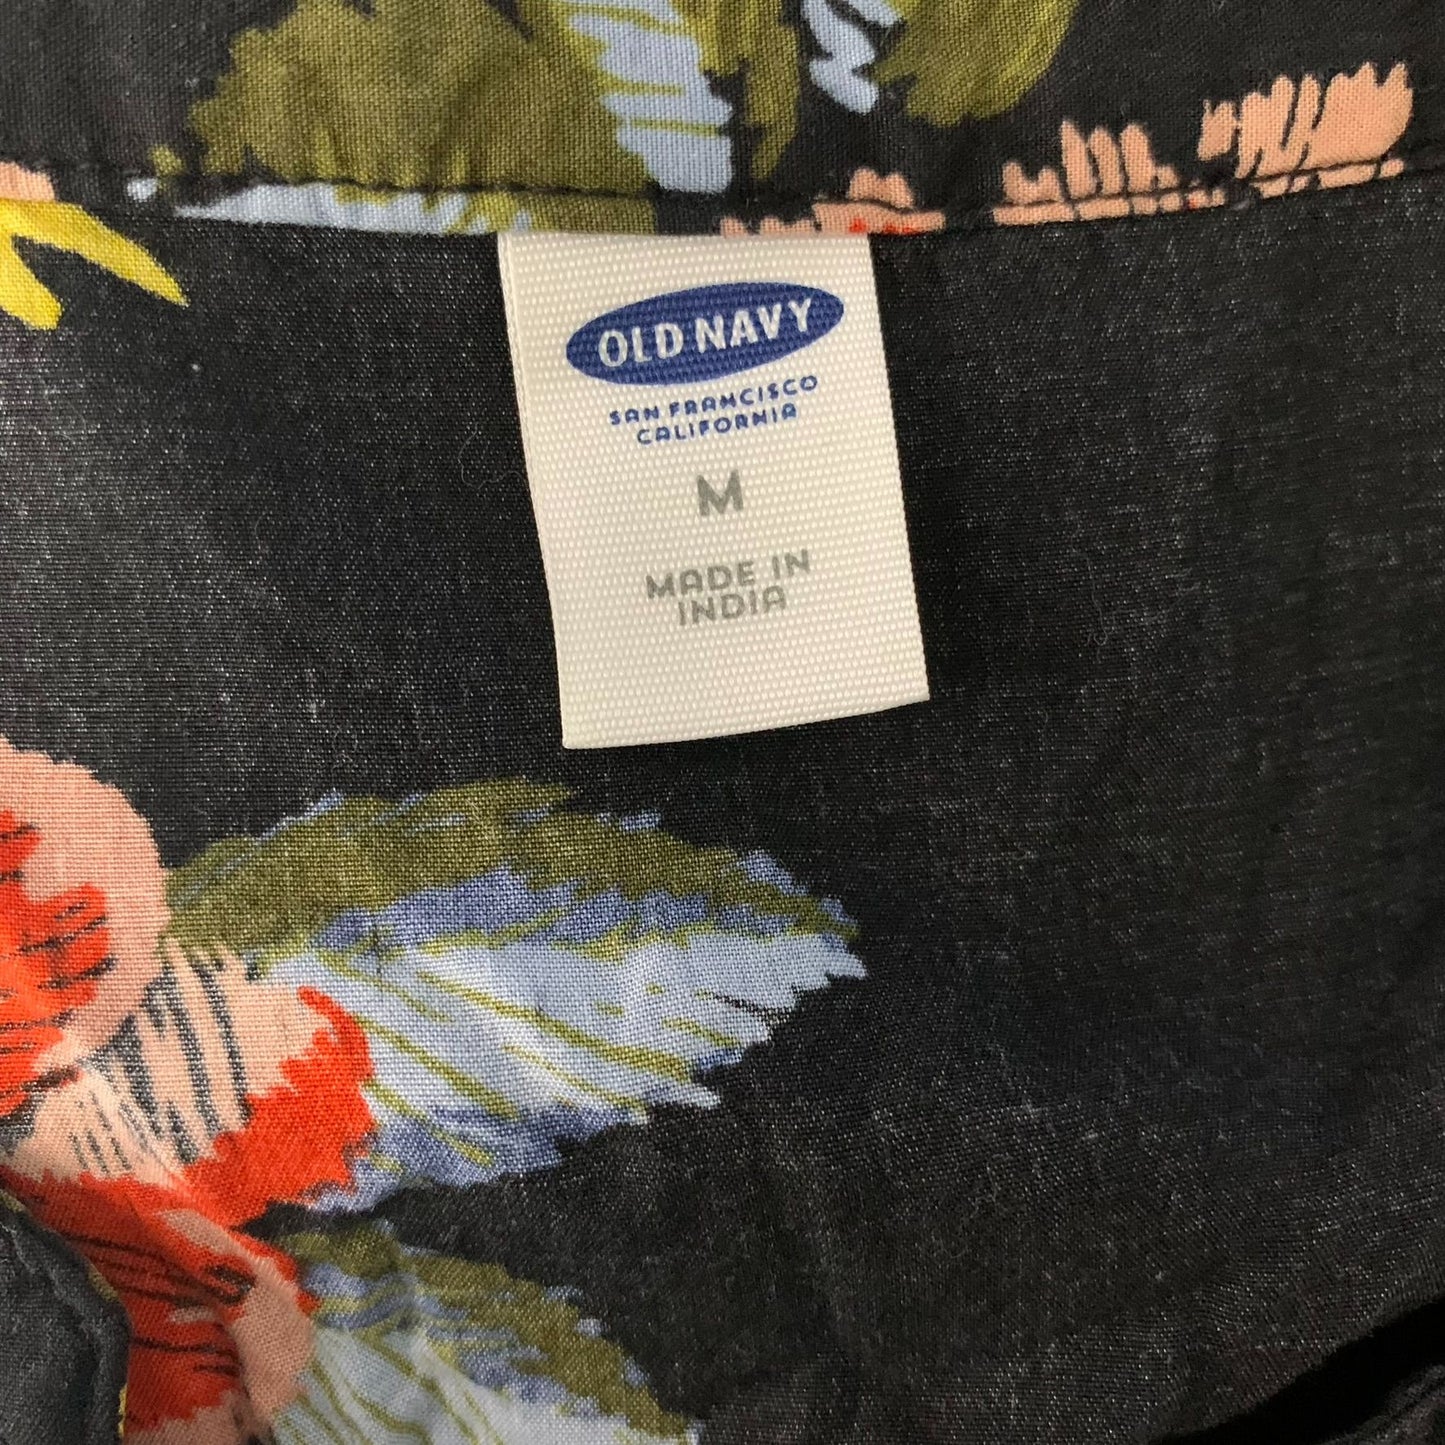 OLD NAVY
SAN FRANCISCO
CALIFORNIA
M
MADE IN
INDIA